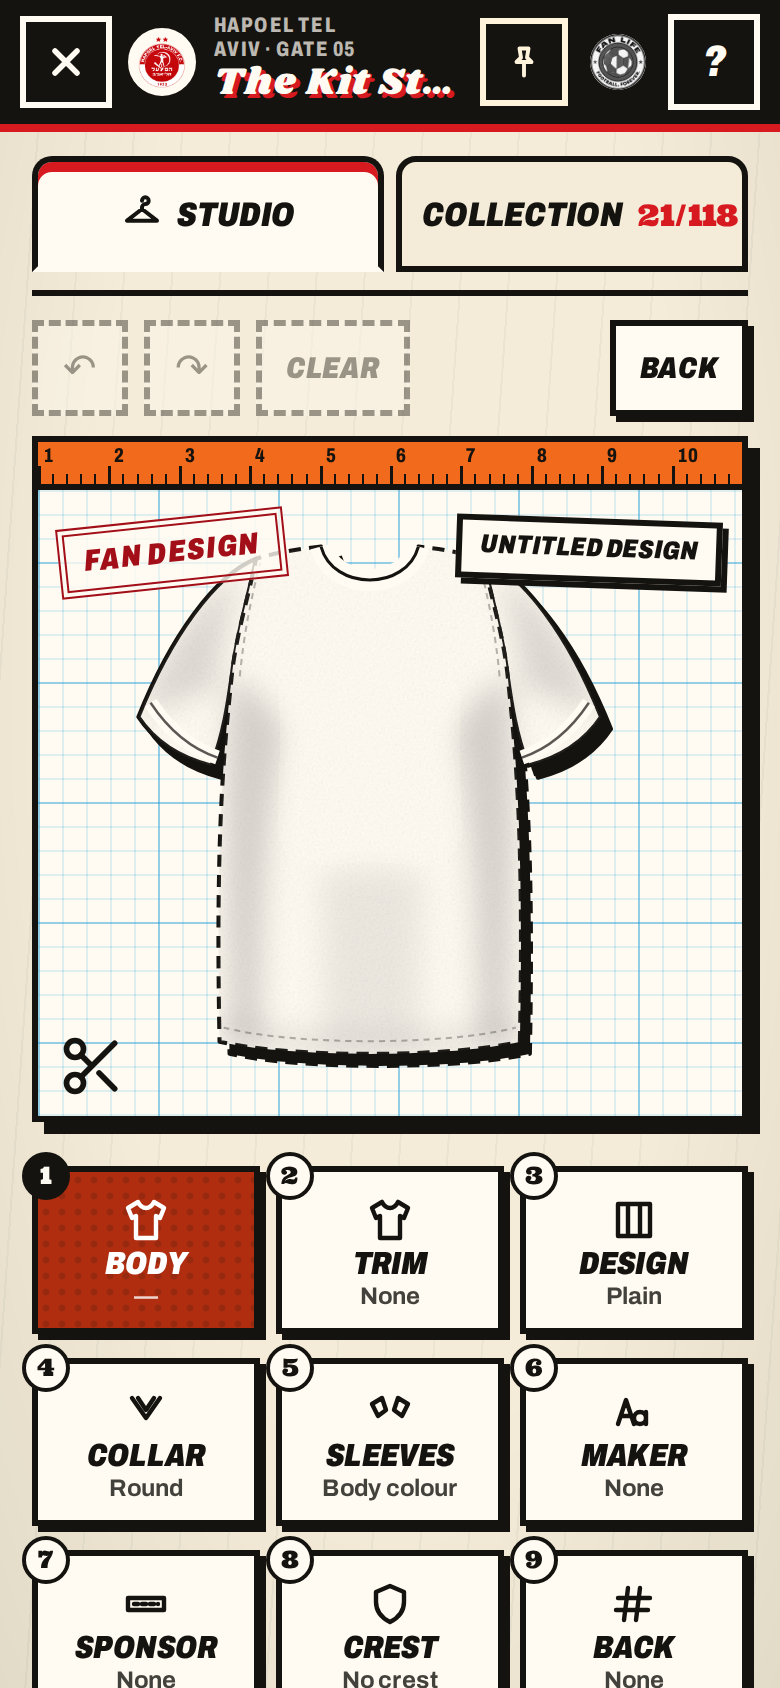 HAPOEL TEL
AVIV · GATE 05
The Kit St...
?
STUDIO
COLLECTION 21/118
CLEAR
BACK
1 2 3 4 5 6 7 8 9 10
FAN DESIGN
UNTITLED DESIGN
1
BODY
—
2
TRIM
None
3
DESIGN
Plain
4
COLLAR
Round
5
SLEEVES
Body colour
6
Aa
MAKER
None
7
SPONSOR
None
8
CREST
No crest
9
#
BACK
None